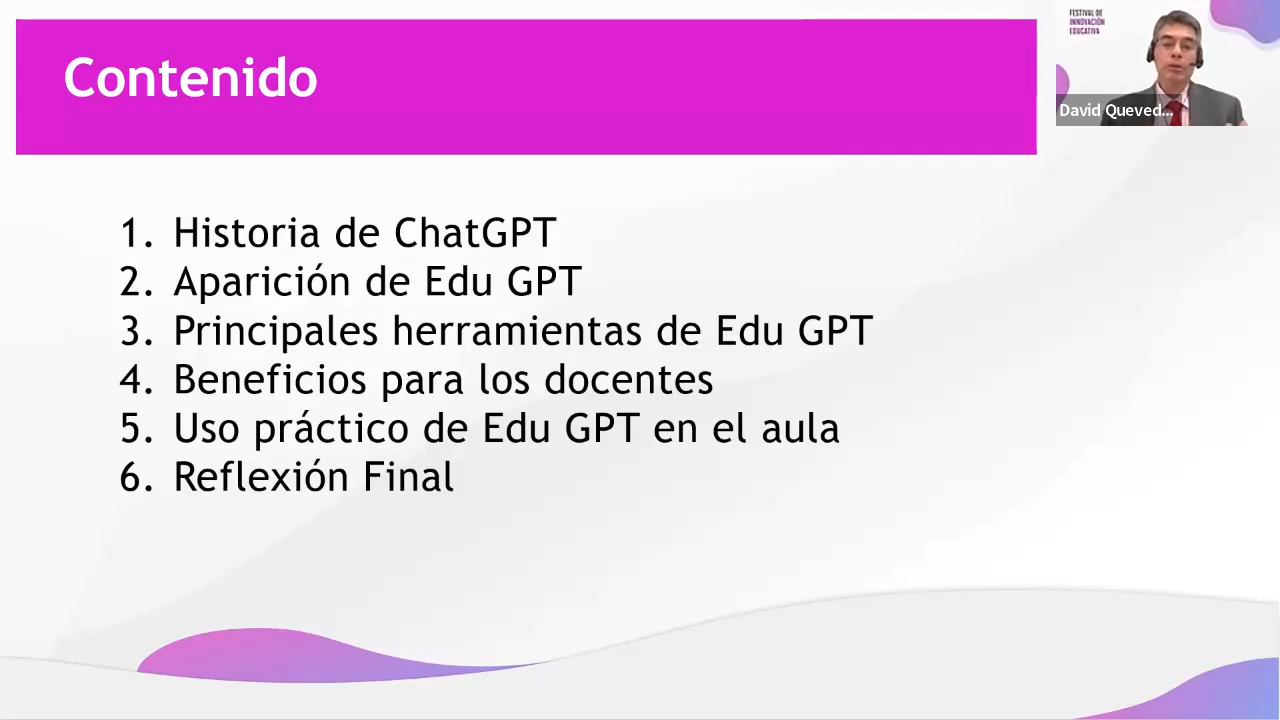 Contenido
FESTIVAL DE
INNOVACIÓN
EDUCATIVA
David Queved...
1. Historia de ChatGPT
2. Aparición de Edu GPT
3. Principales herramientas de Edu GPT
4. Beneficios para los docentes
5. Uso práctico de Edu GPT en el aula
6. Reflexión Final